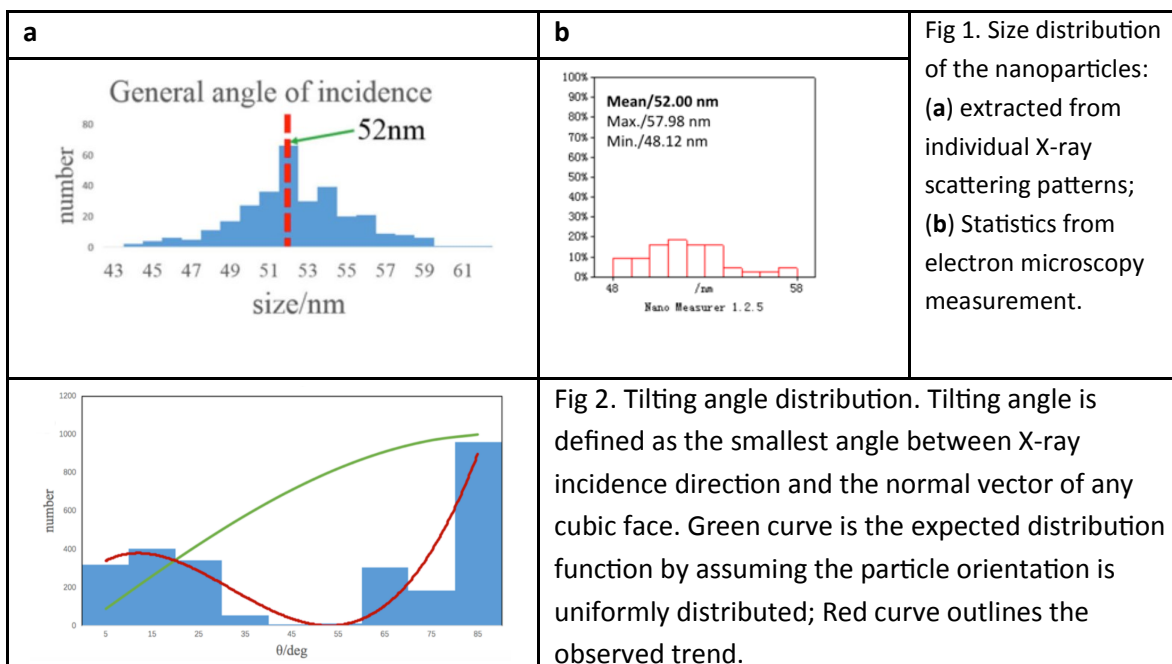 a
b
Fig 1. Size distribution
of the nanoparticles:
(a) extracted from
individual X-ray
scattering patterns;
(b) Statistics from
electron microscopy
measurement.
General angle of incidence
52nm
80
60
40
20
0
number
43 45 47 49 51 53 55 57 59 61
size/nm
100%
90%
80%
70%
60%
50%
40%
30%
20%
10%
0%
Mean/52.00 nm
Max./57.98 nm
Min./48.12 nm
48 /nm 58
Nano Measurer 1.2.5
1200
1000
800
600
400
200
0
number
5 15 25 35 45 55 65 75 85
θ/deg
Fig 2. Tilting angle distribution. Tilting angle is
defined as the smallest angle between X-ray
incidence direction and the normal vector of any
cubic face. Green curve is the expected distribution
function by assuming the particle orientation is
uniformly distributed; Red curve outlines the
observed trend.